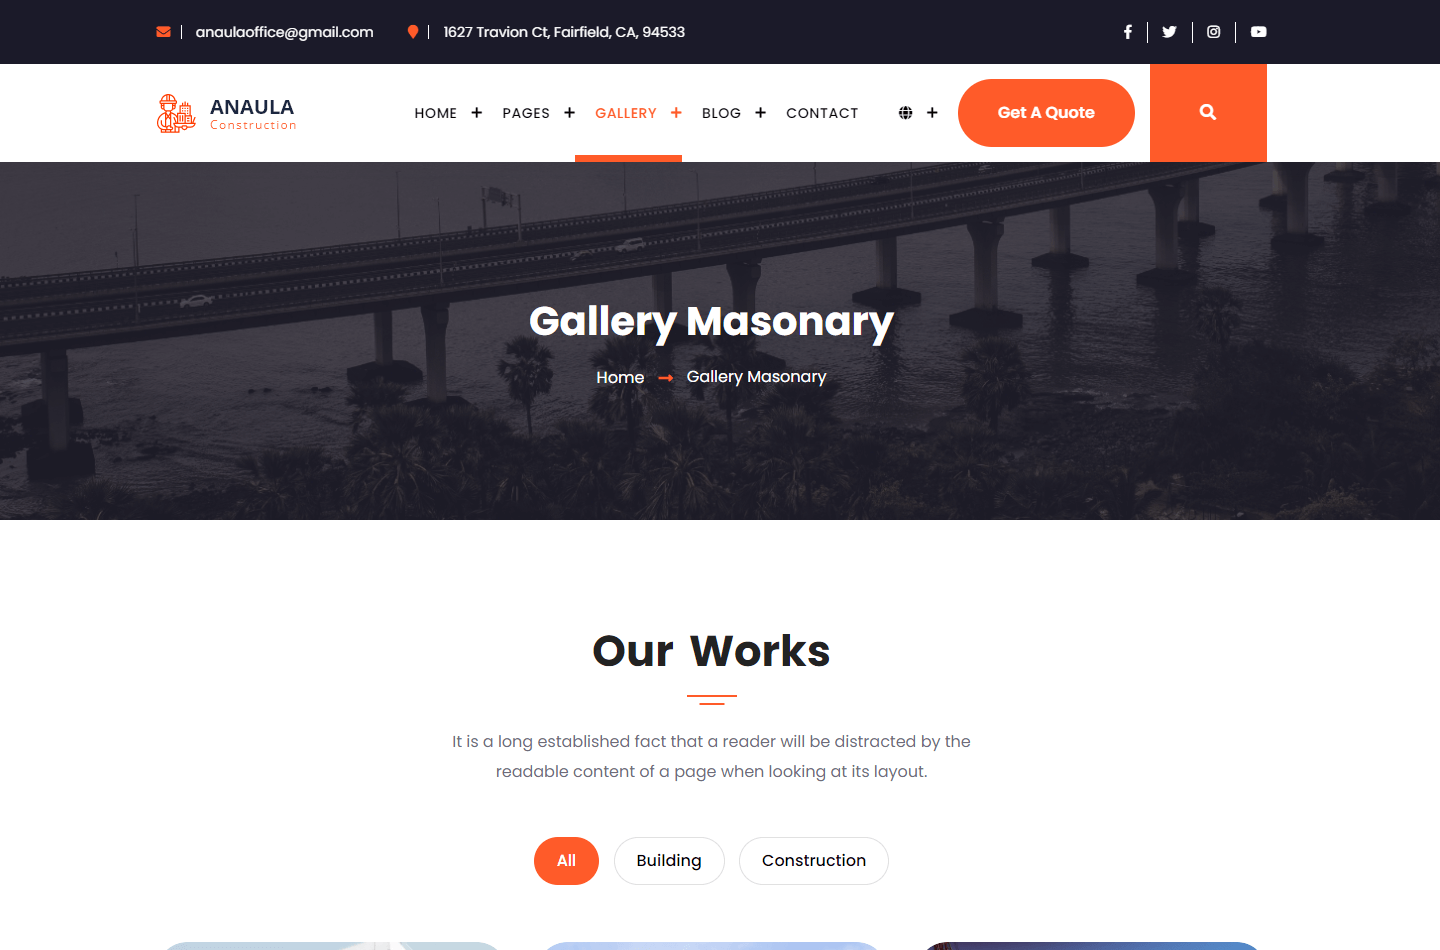 anaulaoffice@gmail.com
1627 Travion Ct, Fairfield, CA, 94533
ANAULA
Construction
HOME
PAGES
GALLERY
BLOG
CONTACT
Get A Quote
Gallery Masonary
Home
Gallery Masonary
Our Works
It is a long established fact that a reader will be distracted by the
readable content of a page when looking at its layout.
All
Building
Construction